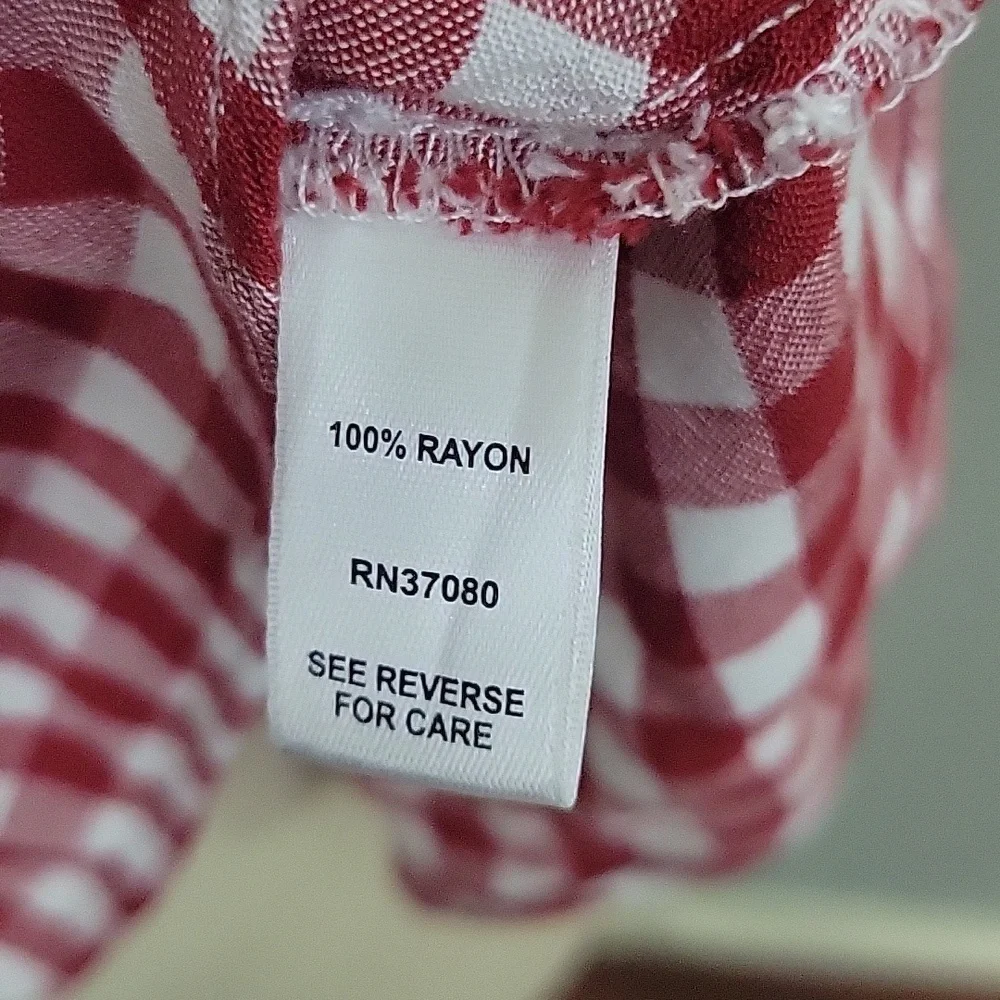 100% RAYON
RN37080
SEE REVERSE
FOR CARE